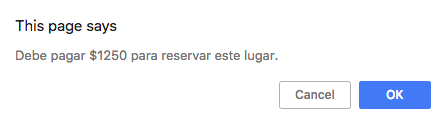 This page says
Debe pagar $1250 para reservar este lugar.
Cancel
OK